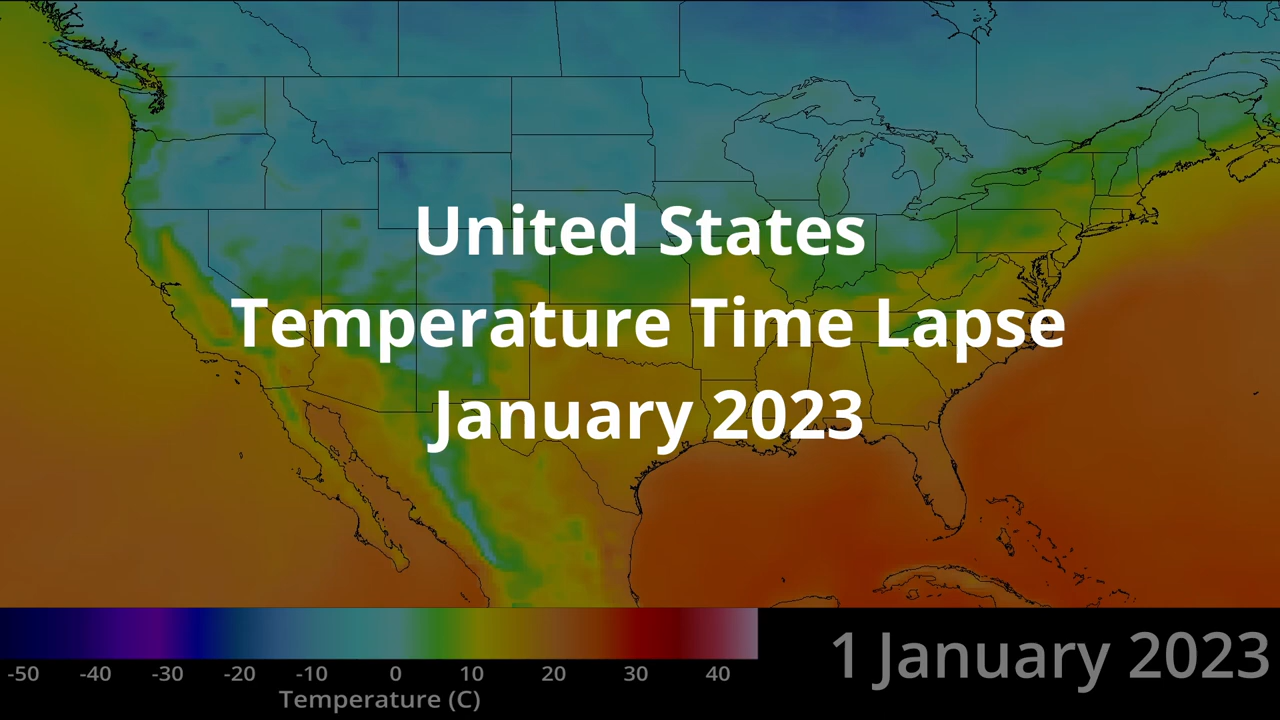 United States
Temperature Time Lapse
January 2023
-50 -40 -30 -20 -10 0 10 20 30 40
Temperature (C)
1 January 2023